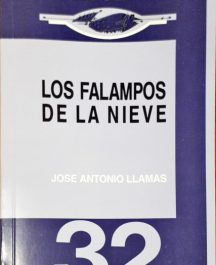 LOS FALAMPOS
DE LA NIEVE
JOSE ANTONIO LLAMAS
32